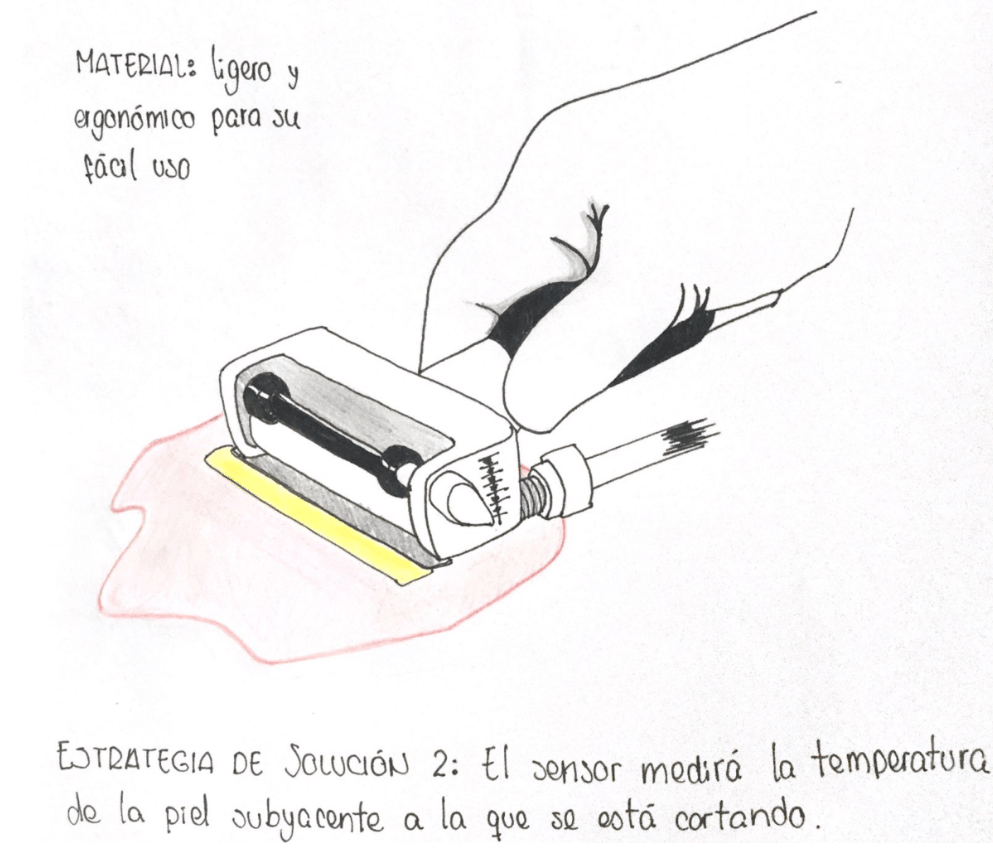 MATERIAL: ligero y
ergonómico para su
fácil uso
ESTRATEGIA DE SOLUCIÓN 2: El sensor medirá la temperatura
de la piel subyacente a la que se está cortando.